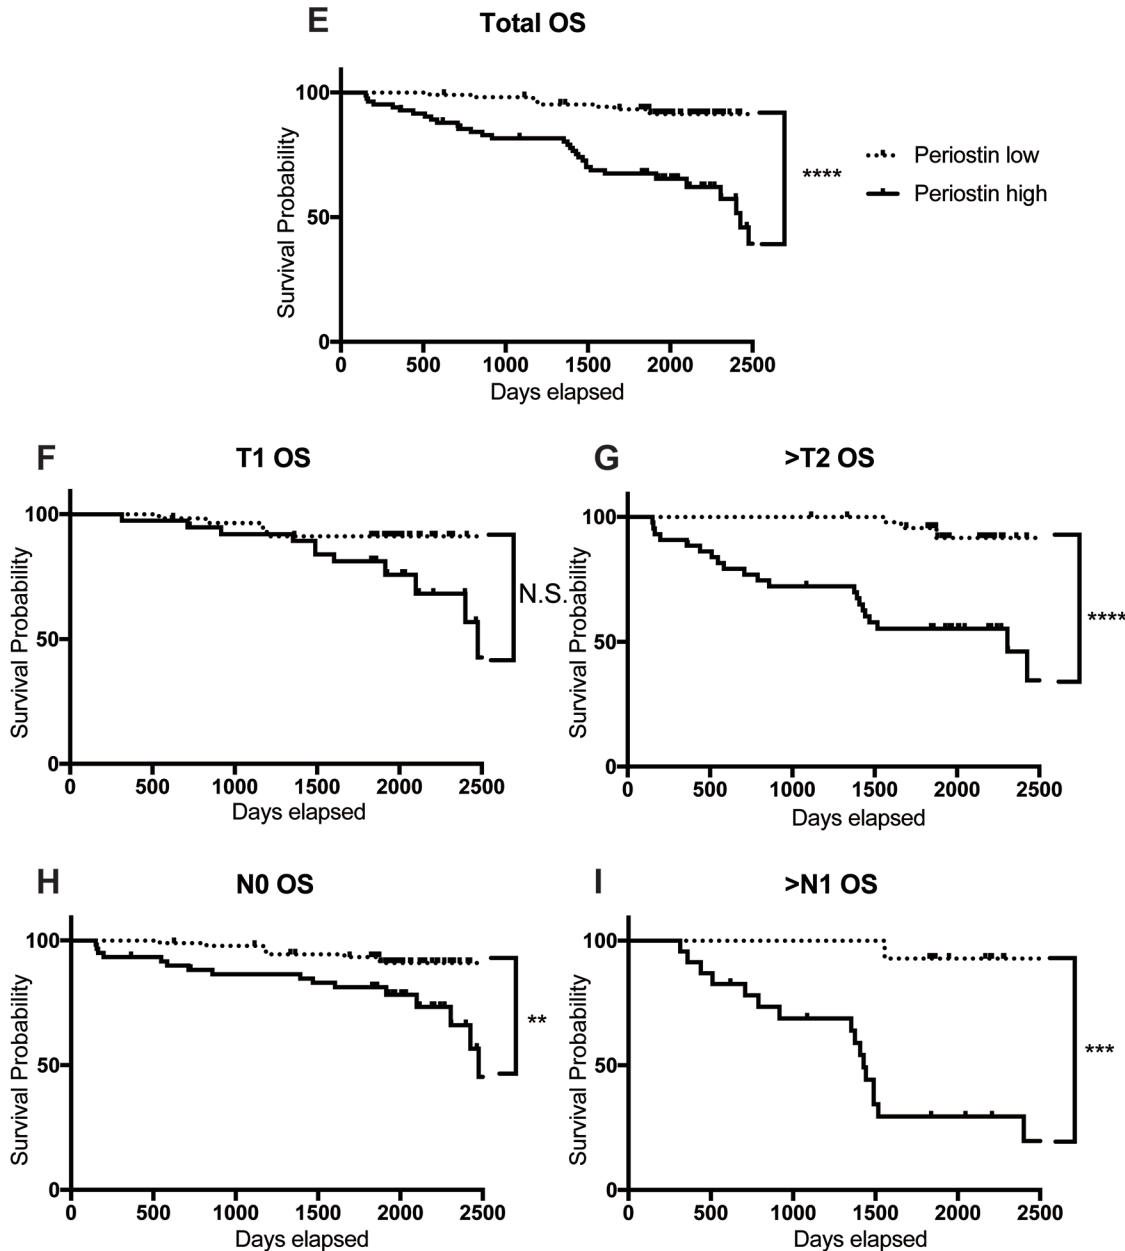 E Total OS
100
50
0
Survival Probability
0 500 1000 1500 2000 2500
Days elapsed
****
Periostin low
Periostin high
F T1 OS
100
50
0
Survival Probability
0 500 1000 1500 2000 2500
Days elapsed
N.S.
G >T2 OS
100
50
0
Survival Probability
0 500 1000 1500 2000 2500
Days elapsed
****
H N0 OS
100
50
0
Survival Probability
0 500 1000 1500 2000 2500
Days elapsed
**
I >N1 OS
100
50
0
Survival Probability
0 500 1000 1500 2000 2500
Days elapsed
***